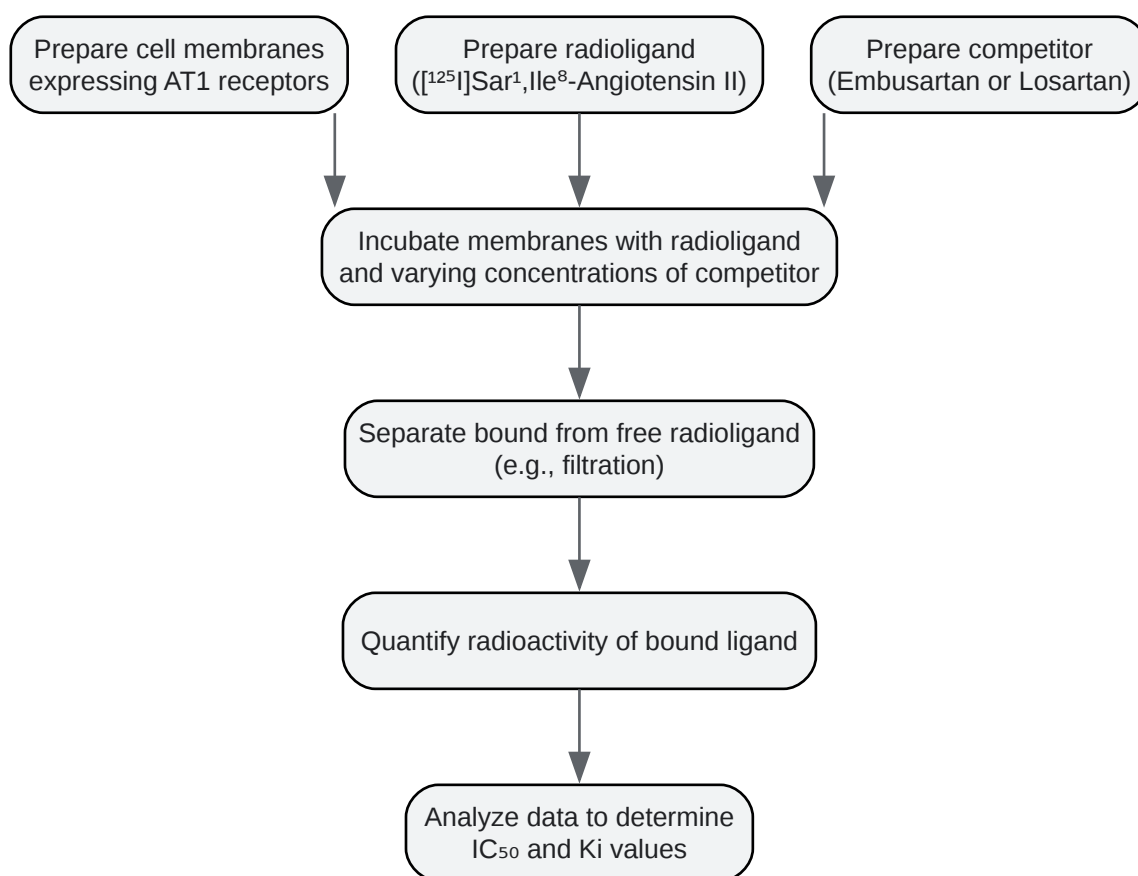 Prepare cell membranes
expressing AT1 receptors
Prepare radioligand
([¹²⁵I]Sar¹,Ile⁸-Angiotensin II)
Prepare competitor
(Embusartan or Losartan)
Incubate membranes with radioligand
and varying concentrations of competitor
Separate bound from free radioligand
(e.g., filtration)
Quantify radioactivity of bound ligand
Analyze data to determine
IC₅₀ and Ki values